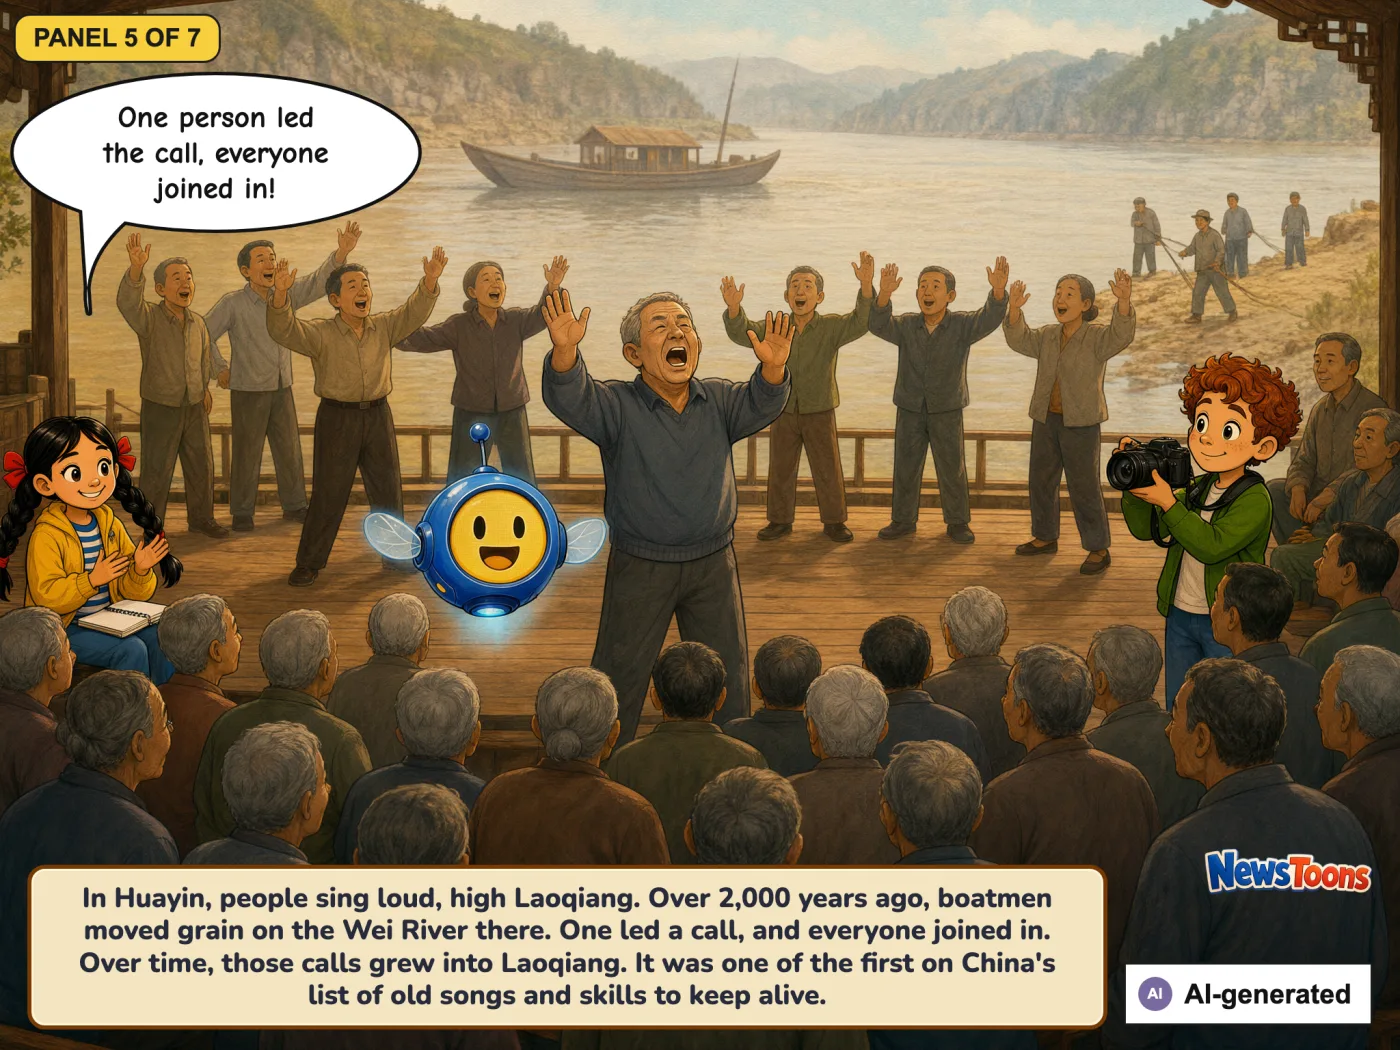 PANEL 5 OF 7
One person led
the call, everyone
joined in!
In Huayin, people sing loud, high Laoqiang. Over 2,000 years ago, boatmen
moved grain on the Wei River there. One led a call, and everyone joined in.
Over time, those calls grew into Laoqiang. It was one of the first on China's
list of old songs and skills to keep alive.
NewsToons
AI AI-generated